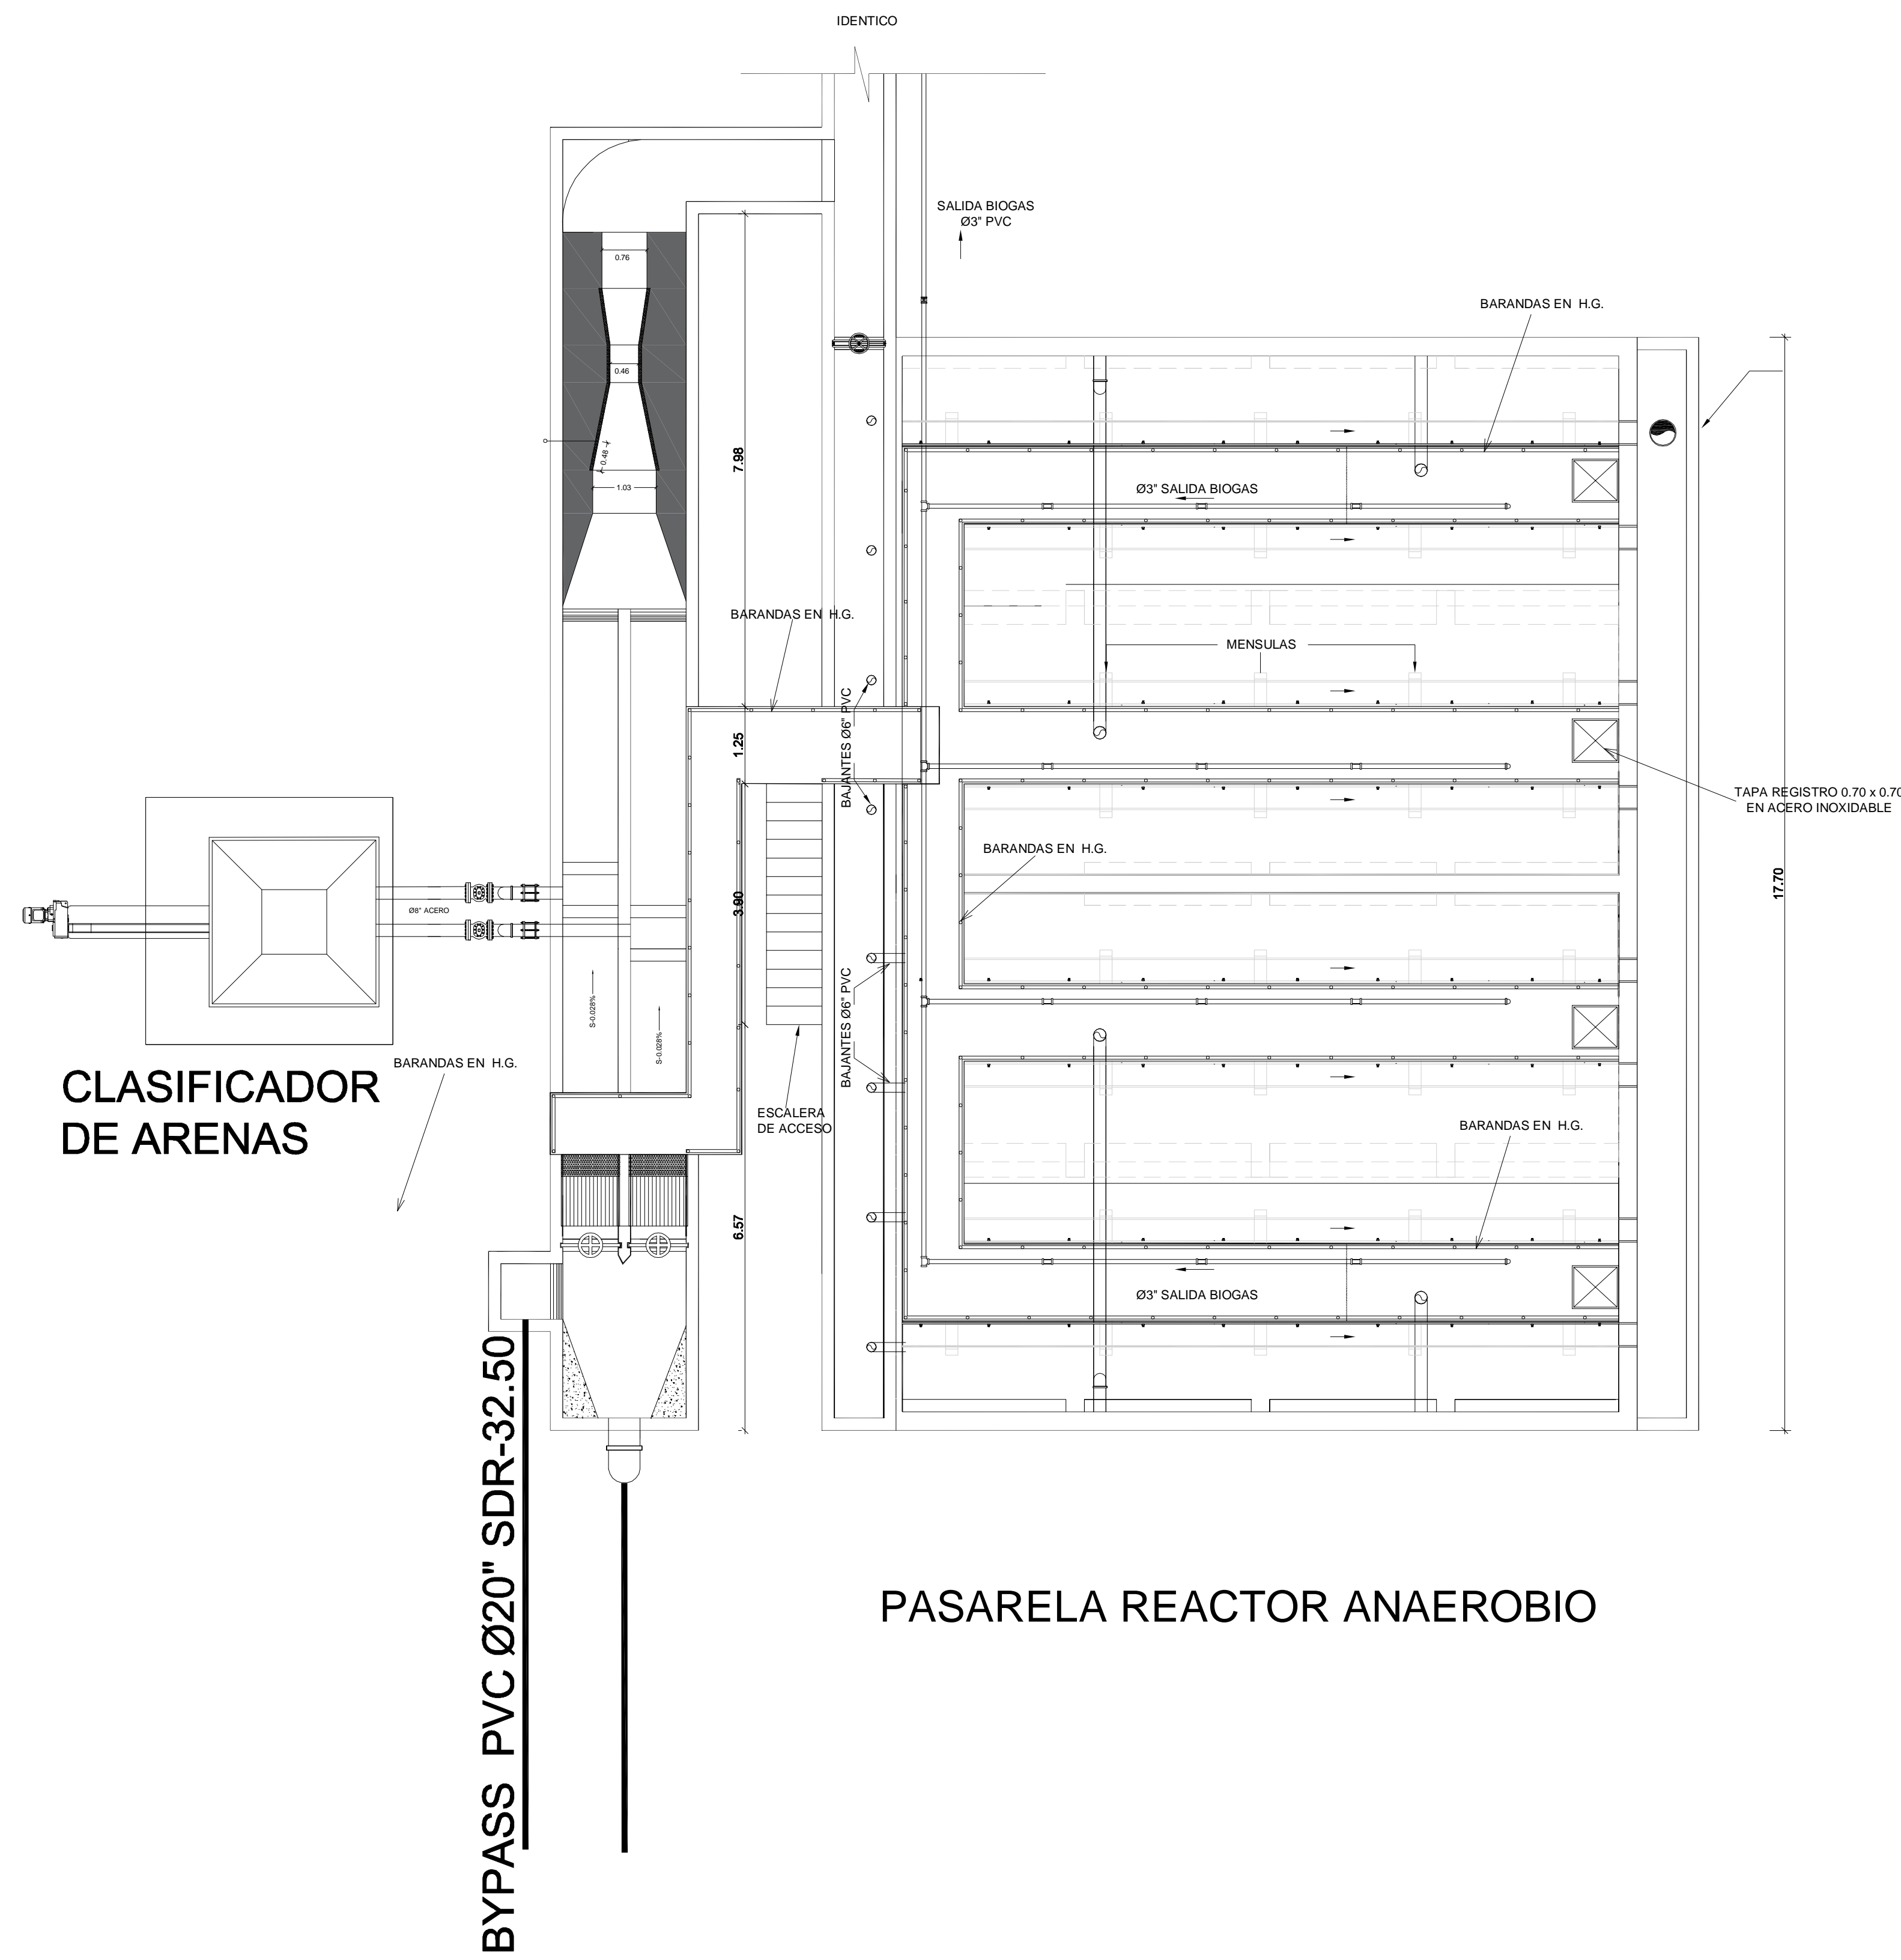 IDENTICO
SALIDA BIOGAS
Ø3" PVC
0.76
BARANDAS EN H.G.
0.46
7.98
0.48
1.03
Ø3" SALIDA BIOGAS
BARANDAS EN H.G.
MENSULAS
BAJANTES Ø6" PVC
1.25
TAPA REGISTRO 0.70 x 0.70
EN ACERO INOXIDABLE
BARANDAS EN H.G.
3.90
17.70
Ø8" ACERO
S-0.028%
S-0.028%
BAJANTES Ø6" PVC
BARANDAS EN H.G.
CLASIFICADOR
DE ARENAS
ESCALERA
DE ACCESO
BARANDAS EN H.G.
6.57
Ø3" SALIDA BIOGAS
BYPASS PVC Ø20" SDR-32.50
PASARELA REACTOR ANAEROBIO